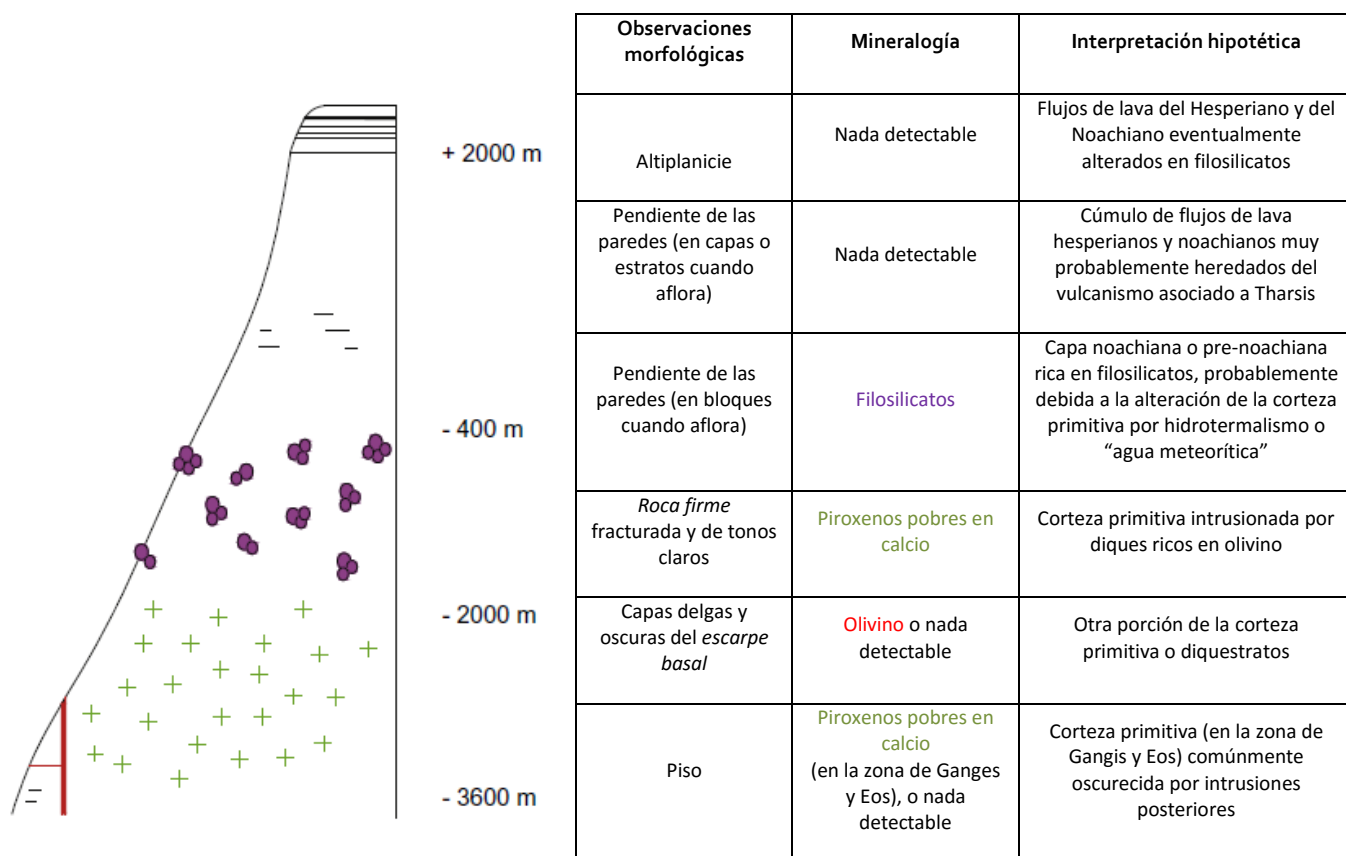 Observaciones
morfológicas
Mineralogía
Interpretación hipotética
+ 2000 m
- 400 m
- 2000 m
- 3600 m
Altiplanicie
Nada detectable
Flujos de lava del Hesperiano y del
Noachiano eventualmente
alterados en filosilicatos
Pendiente de las
paredes (en capas o
estratos cuando
aflora)
Nada detectable
Cúmulo de flujos de lava
hesperianos y noachianos muy
probablemente heredados del
vulcanismo asociado a Tharsis
Pendiente de las
paredes (en bloques
cuando aflora)
Filosilicatos
Capa noachiana o pre-noachiana
rica en filosilicatos, probablemente
debida a la alteración de la corteza
primitiva por hidrotermalismo o
“agua meteorítica”
Roca firme
fracturada y de tonos
claros
Piroxenos pobres en
calcio
Corteza primitiva intrusionada por
diques ricos en olivino
Capas delgas y
oscuras del escarpe
basal
Olivino o nada
detectable
Otra porción de la corteza
primitiva o diquestratos
Piso
Piroxenos pobres en
calcio
(en la zona de Ganges
y Eos), o nada
detectable
Corteza primitiva (en la zona de
Gangis y Eos) comúnmente
oscurecida por intrusiones
posteriores